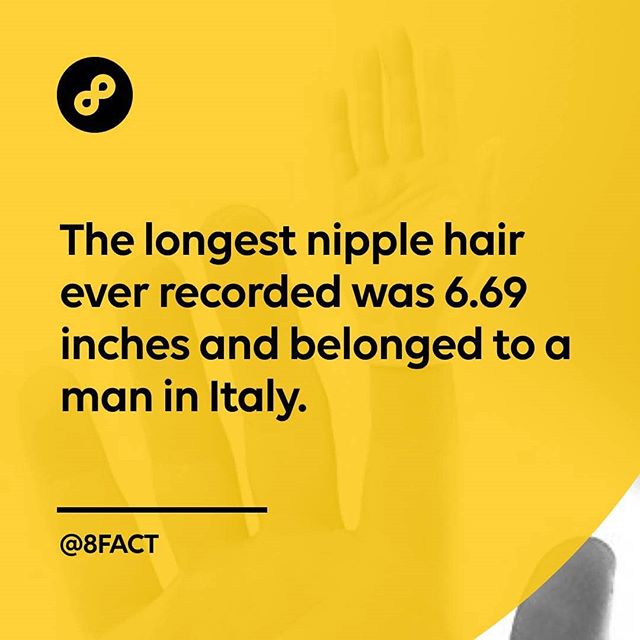 The longest nipple hair
ever recorded was 6.69
inches and belonged to a
man in Italy.
@8FACT